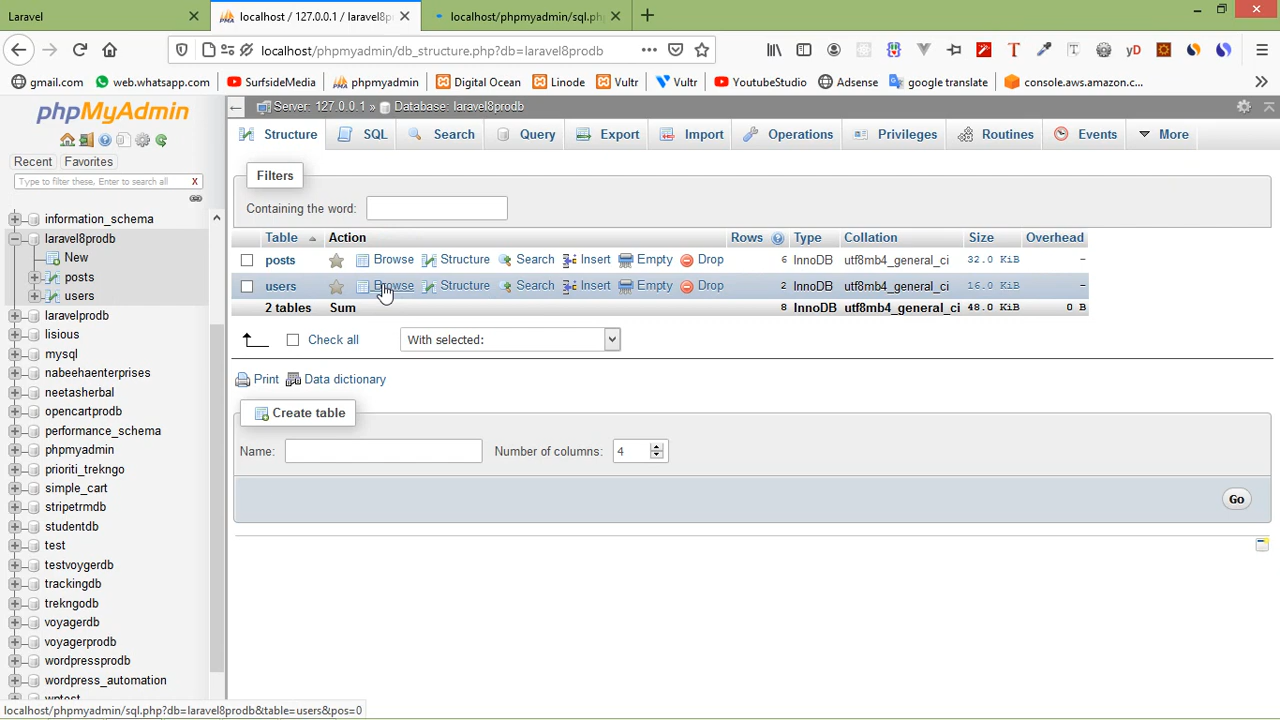 Laravel
localhost / 127.0.0.1 / laravel8p
localhost/phpmyadmin/sql.ph
localhost/phpmyadmin/db_structure.php?db=laravel8prodb
gmail.com web.whatsapp.com SurfsideMedia phpmyadmin Digital Ocean Linode Vultr Vultr YouTubeStudio Adsense google translate console.aws.amazon.c...
phpMyAdmin
Server: 127.0.0.1 » Database: laravel8prodb
Structure SQL Search Query Export Import Operations Privileges Routines Events More
Recent Favorites
Type to filter these, Enter to search all X
information_schema
laravel8prodb
New
posts
users
laravelprodb
lisious
mysql
nabeehaenterprises
neetasherbal
opencartprodb
performance_schema
phpmyadmin
prioriti_trekngo
simple_cart
stripetrmdb
studentdb
test
testvoygerdb
trackingdb
trekngodb
voyagerdb
voyagerprodb
wordpressprodb
wordpress_automation
wptest
Filters
Containing the word:
Table Action Rows Type Collation Size Overhead
posts Browse Structure Search Insert Empty Drop 6 InnoDB utf8mb4_general_ci 32.0 KiB -
users Browse Structure Search Insert Empty Drop 2 InnoDB utf8mb4_general_ci 16.0 KiB -
2 tables Sum 8 InnoDB utf8mb4_general_ci 48.0 KiB 0 B
Check all With selected:
Print Data dictionary
Create table
Name: Number of columns: 4
Go
localhost/phpmyadmin/sql.php?db=laravel8prodb&table=users&pos=0